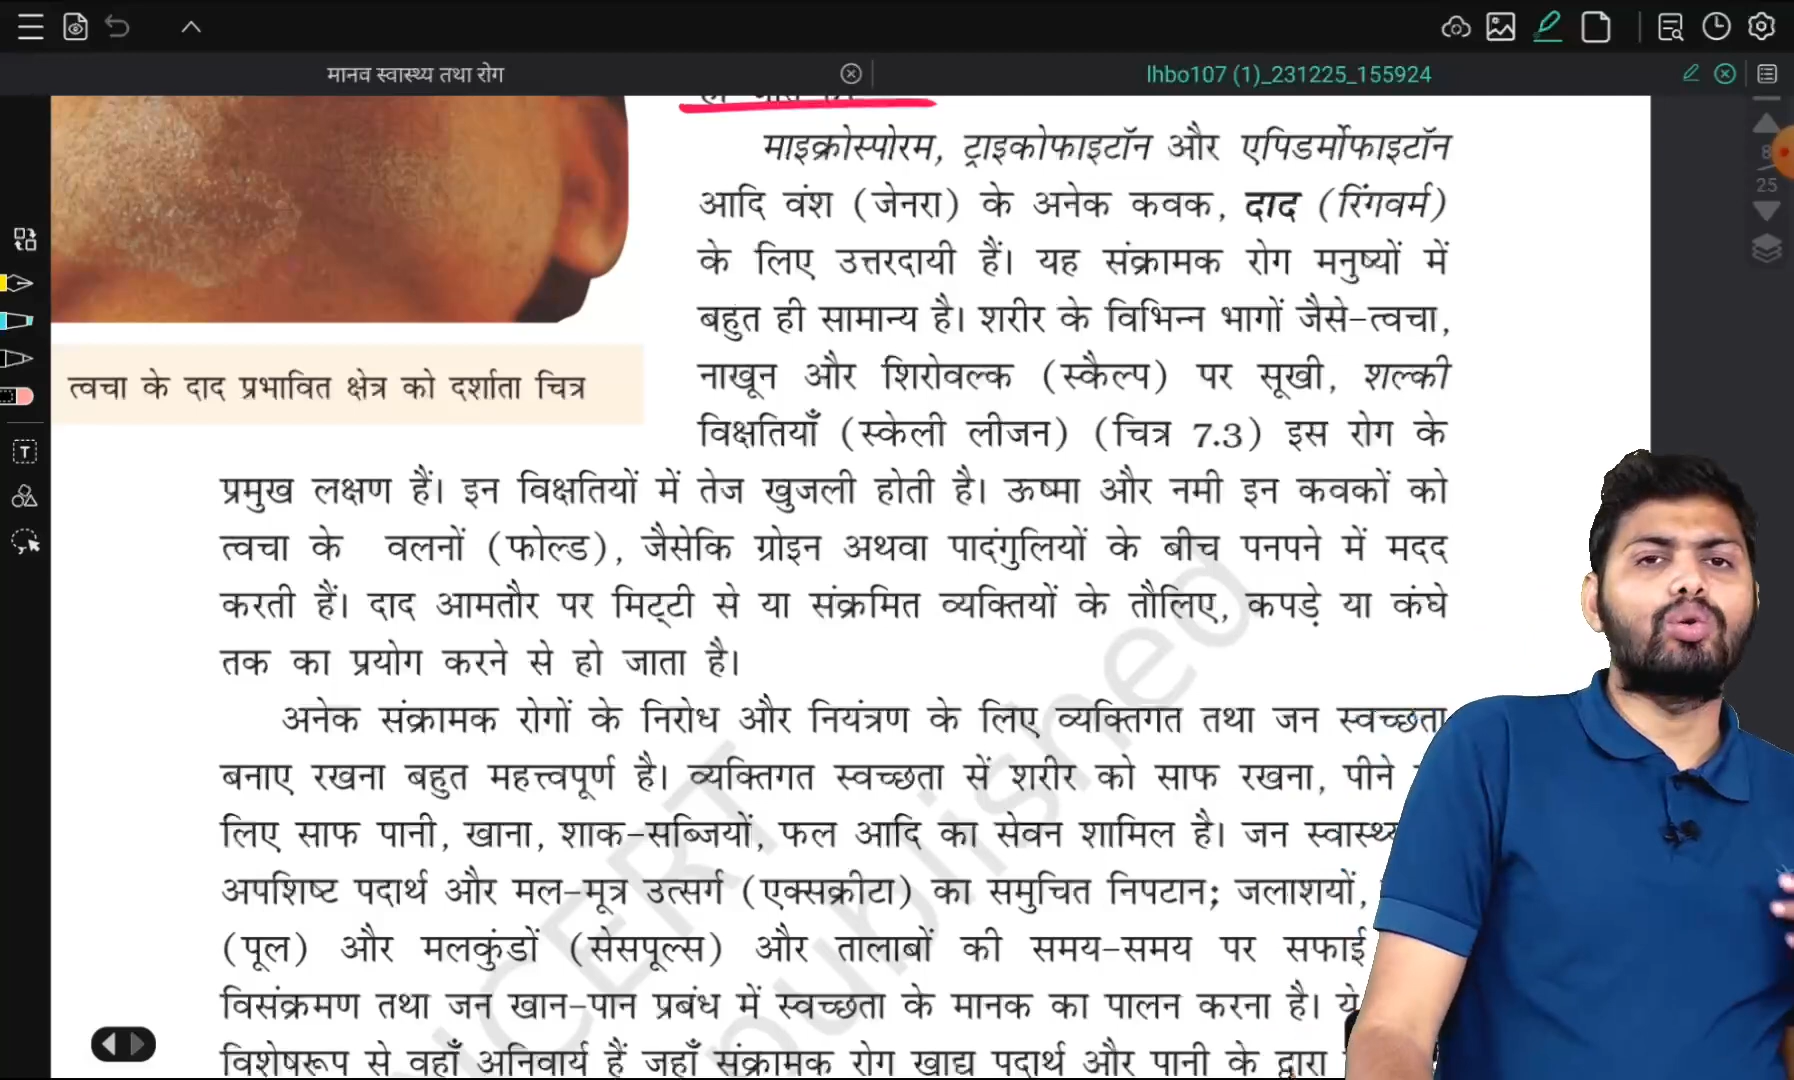 मानव स्वास्थ्य तथा रोग
lhbo107 (1)_231225_155924
8
25
माइक्रोस्पोरम, ट्राइकोफाइटॉन और एपिडर्मोफाइटॉन
आदि वंश (जेनरा) के अनेक कवक, दाद (रिंगवर्म)
के लिए उत्तरदायी हैं। यह संक्रामक रोग मनुष्यों में
बहुत ही सामान्य है। शरीर के विभिन्न भागों जैसे-त्वचा,
नाखून और शिरोवल्क (स्कैल्प) पर सूखी, शल्की
विक्षतियाँ (स्केली लीजन) (चित्र 7.3) इस रोग के
त्वचा के दाद प्रभावित क्षेत्र को दर्शाता चित्र
प्रमुख लक्षण हैं। इन विक्षतियों में तेज खुजली होती है। ऊष्मा और नमी इन कवकों को
त्वचा के वलनों (फोल्ड), जैसेकि ग्रोइन अथवा पादंगुलियों के बीच पनपने में मदद
करती हैं। दाद आमतौर पर मिट्टी से या संक्रमित व्यक्तियों के तौलिए, कपड़े या कंघे
तक का प्रयोग करने से हो जाता है।
अनेक संक्रामक रोगों के निरोध और नियंत्रण के लिए व्यक्तिगत तथा जन स्वच्छता
बनाए रखना बहुत महत्त्वपूर्ण है। व्यक्तिगत स्वच्छता सें शरीर को साफ रखना, पीने
लिए साफ पानी, खाना, शाक-सब्जियों, फल आदि का सेवन शामिल है। जन स्वास्थ्य
अपशिष्ट पदार्थ और मल-मूत्र उत्सर्ग (एक्सक्रीटा) का समुचित निपटान; जलाशयों,
(पूल) और मलकुंडों (सेसपूल्स) और तालाबों की समय-समय पर सफाई
विसंक्रमण तथा जन खान-पान प्रबंध में स्वच्छता के मानक का पालन करना है। ये
विशेषरूप से वहाँ अनिवार्य हैं जहाँ संक्रामक रोग खाद्य पदार्थ और पानी के द्वारा
NCERT
published